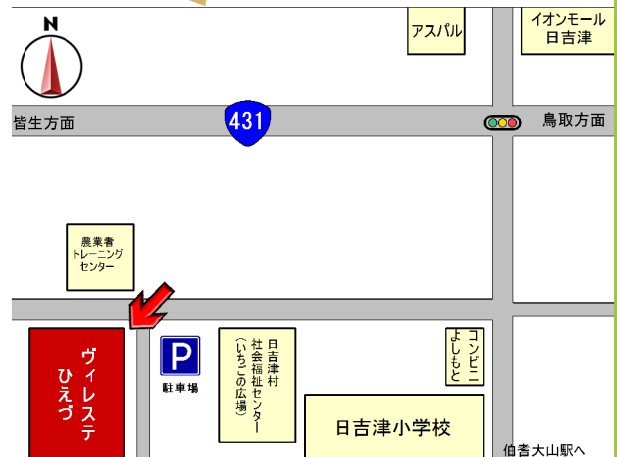 N
アスパル
イオンモール
日吉津
皆生方面
431
鳥取方面
農業者
トレーニング
センター
ヴィレステ
ひえづ
P
駐車場
日吉津村
社会福祉センター
(いちごの広場)
コンビニ
よしもと
日吉津小学校
伯耆大山駅へ